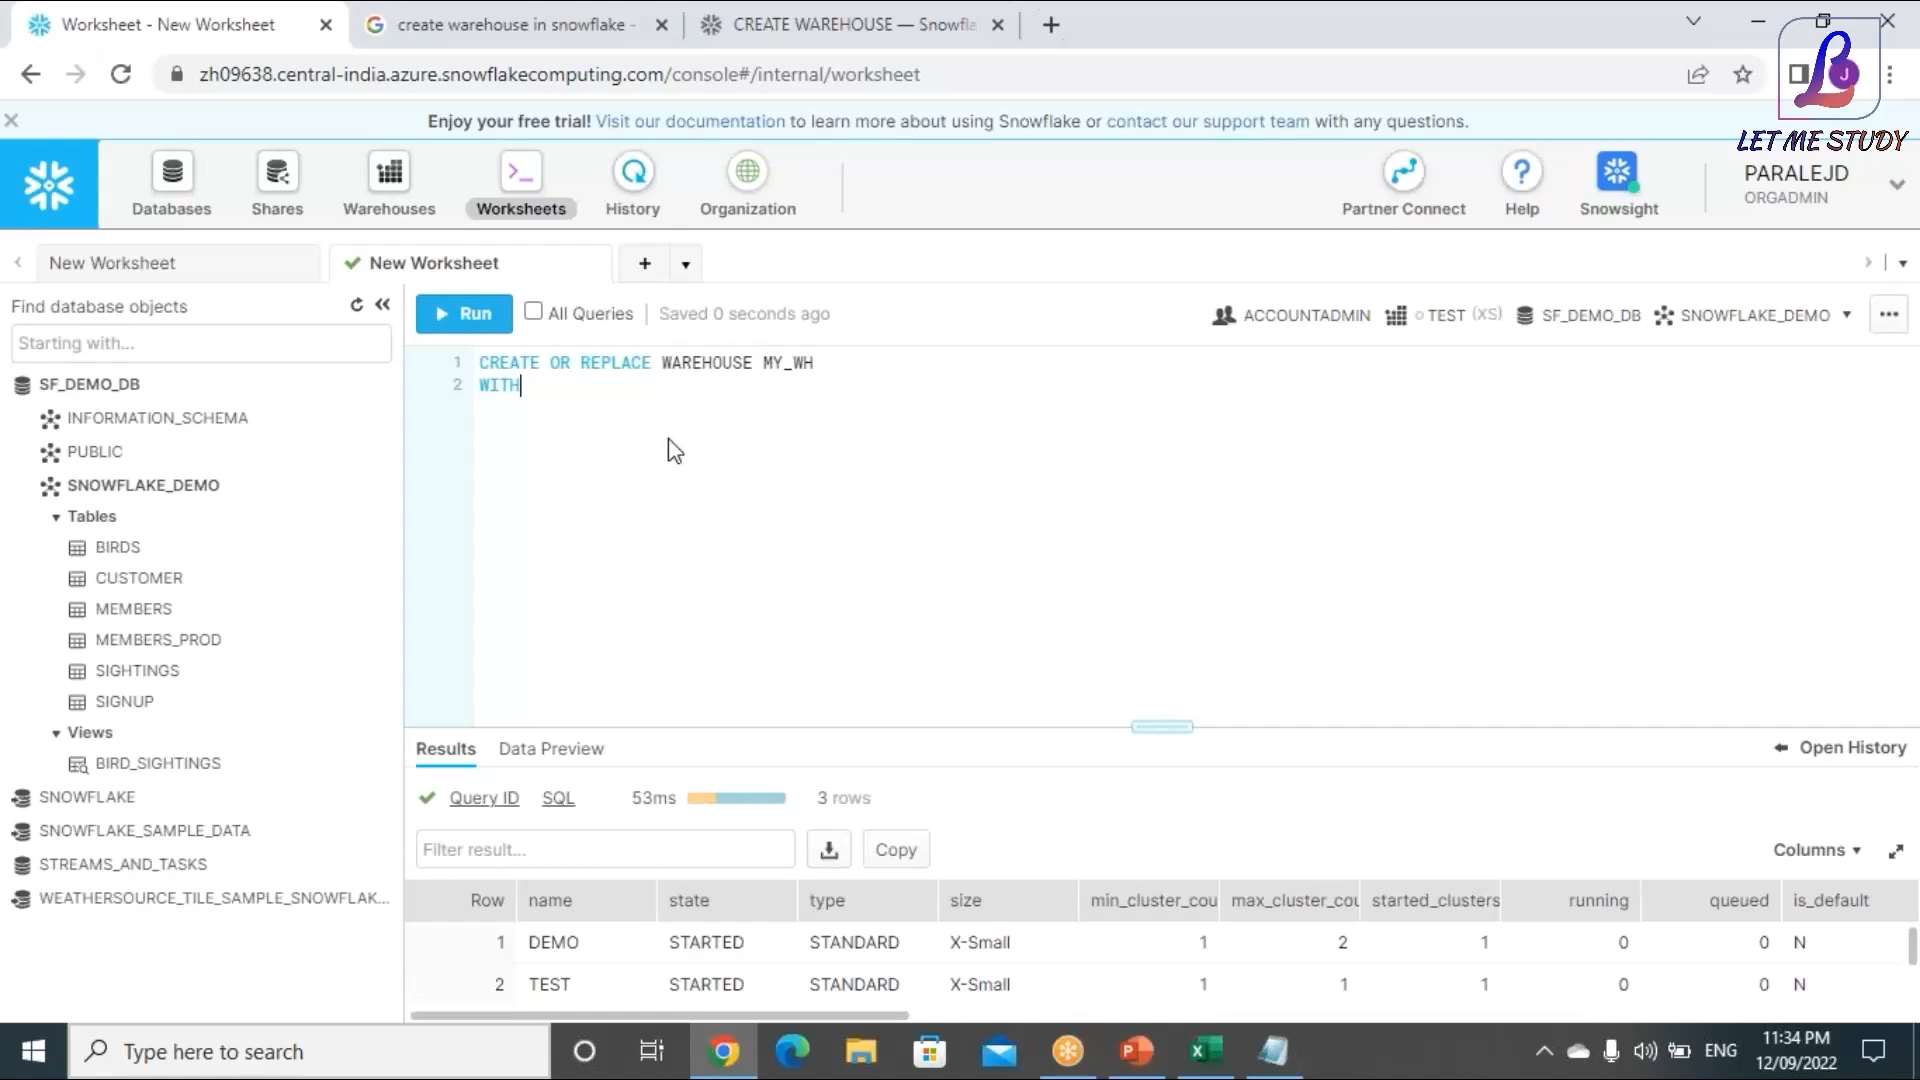 Worksheet - New Worksheet
create warehouse in snowflake -
CREATE WAREHOUSE — Snowfla
zh09638.central-india.azure.snowflakecomputing.com/console#/internal/worksheet
J
LET ME STUDY
Enjoy your free trial! Visit our documentation to learn more about using Snowflake or contact our support team with any questions.
Databases
Shares
Warehouses
Worksheets
History
Organization
Partner Connect
Help
Snowsight
PARALEJD
ORGADMIN
New Worksheet
New Worksheet
Find database objects
Starting with...
Run
All Queries
Saved 0 seconds ago
ACCOUNTADMIN
TEST (XS)
SF_DEMO_DB
SNOWFLAKE_DEMO
1 CREATE OR REPLACE WAREHOUSE MY_WH
2 WITH
SF_DEMO_DB
INFORMATION_SCHEMA
PUBLIC
SNOWFLAKE_DEMO
Tables
BIRDS
CUSTOMER
MEMBERS
MEMBERS_PROD
SIGHTINGS
SIGNUP
Views
BIRD_SIGHTINGS
SNOWFLAKE
SNOWFLAKE_SAMPLE_DATA
STREAMS_AND_TASKS
WEATHERSOURCE_TILE_SAMPLE_SNOWFLAK...
Results Data Preview
Open History
Query ID SQL 53ms 3 rows
Filter result...
Copy
Columns
Row name state type size min_cluster_cou max_cluster_cou started_clusters running queued is_default
1 DEMO STARTED STANDARD X-Small 1 2 1 0 0 N
2 TEST STARTED STANDARD X-Small 1 1 1 0 0 N
Type here to search
ENG
11:34 PM
12/09/2022